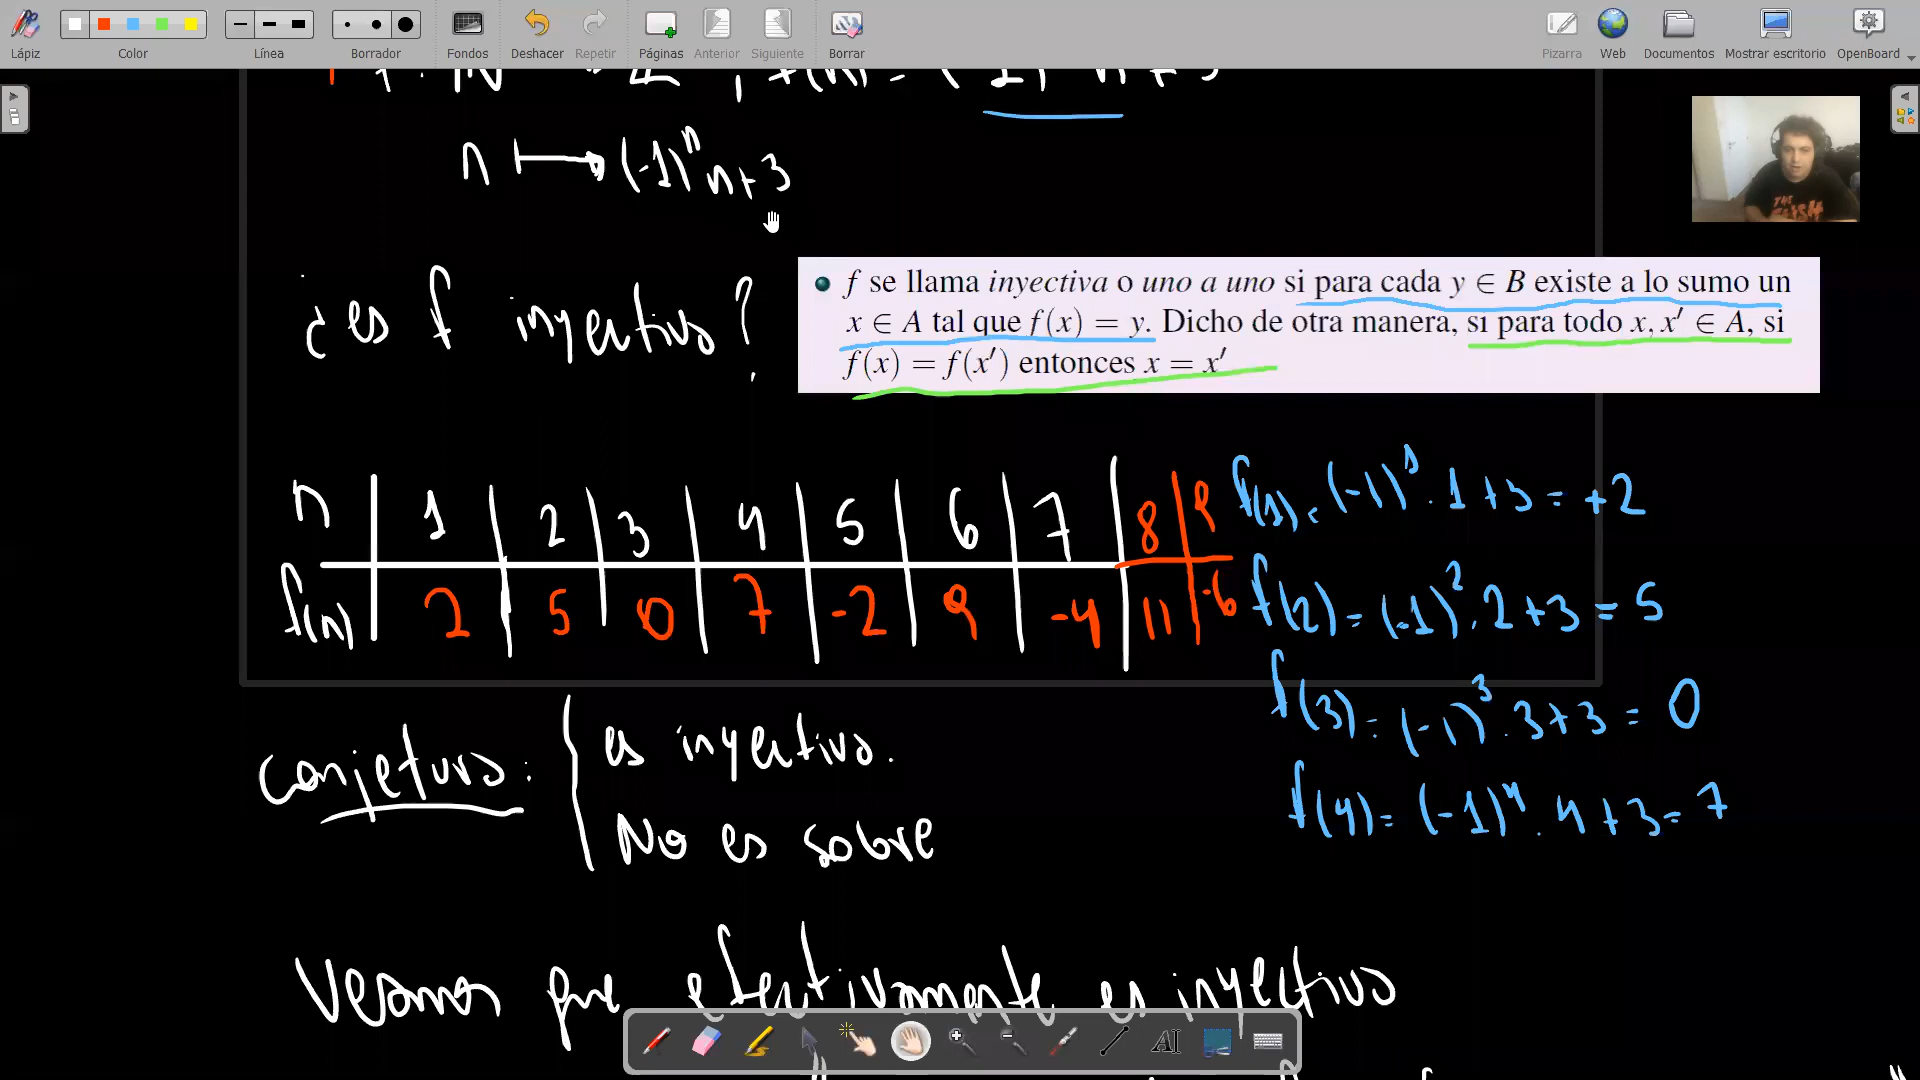 Lápiz Color Línea Borrador Fondos Deshacer Repetir Páginas Anterior Siguiente Borrar Pizarra Web Documentos Mostrar escritorio OpenBoard
n ↦ (-1)^n n+3
¿es f inyectiva?
f se llama inyectiva o uno a uno si para cada y ∈ B existe a lo sumo un
x ∈ A tal que f(x) = y. Dicho de otra manera, si para todo x, x′ ∈ A, si
f(x) = f(x′) entonces x = x′
n 1 2 3 4 5 6 7 8 9
f(n) 2 5 0 7 -2 9 -4 11 -6
f(1) = (-1)^1 . 1 + 3 = +2
f(2) = (-1)^2 . 2 + 3 = 5
f(3) = (-1)^3 . 3 + 3 = 0
f(4) = (-1)^4 . 4 + 3 = 7
conjetura: es inyectiva.
No es sobre
Veamos que efectivamente es inyectiva